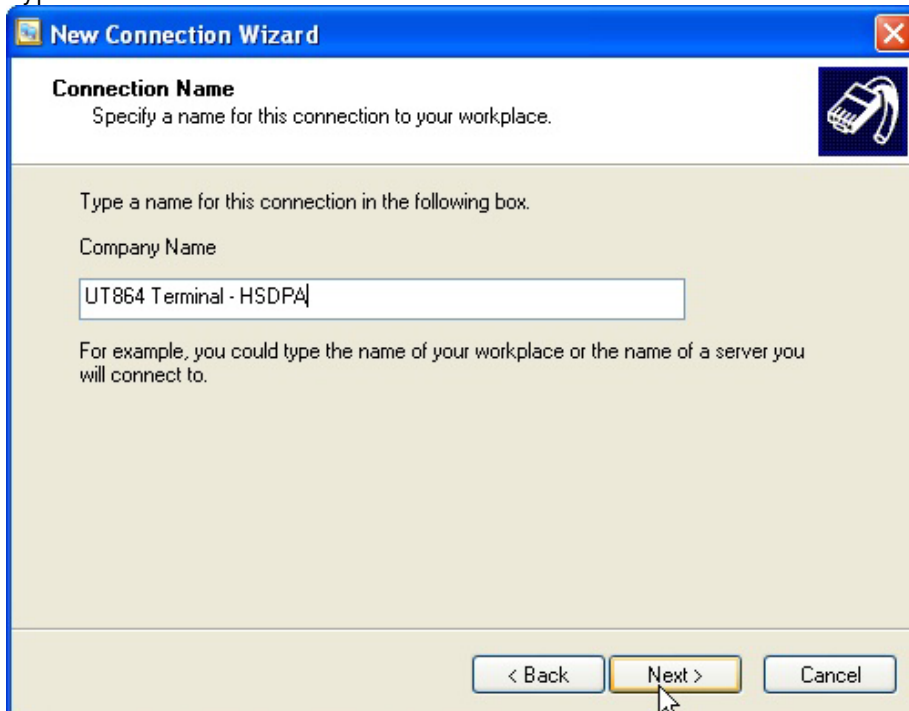 New Connection Wizard
Connection Name
Specify a name for this connection to your workplace.
Type a name for this connection in the following box.
Company Name
UT864 Terminal - HSDPA
For example, you could type the name of your workplace or the name of a server you
will connect to.
< Back Next > Cancel